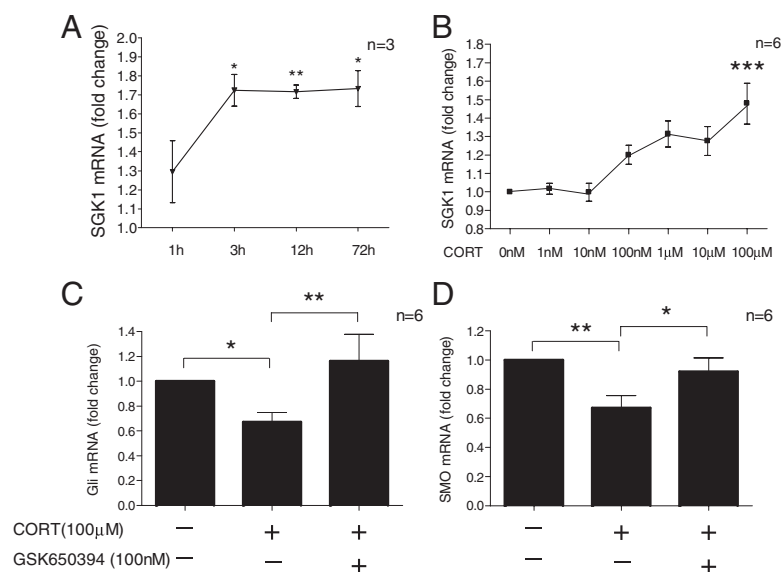 A
n=3
SGK1 mRNA (fold change)
2.0
1.9
1.8
1.7
1.6
1.5
1.4
1.3
1.2
1.1
1.0
*
**
*
1h 3h 12h 72h
B
n=6
SGK1 mRNA (fold change)
1.8
1.7
1.6
1.5
1.4
1.3
1.2
1.1
1.0
0.9
0.8
***
CORT 0nM 1nM 10nM 100nM 1μM 10μM 100μM
C
n=6
Gli mRNA (fold change)
1.4
1.2
1.0
0.8
0.6
0.4
0.2
0.0
*
**
D
n=6
SMO mRNA (fold change)
1.2
1.0
0.8
0.6
0.4
0.2
0.0
**
*
CORT(100μM) — + + — + +
GSK650394 (100nM) — — + — — +